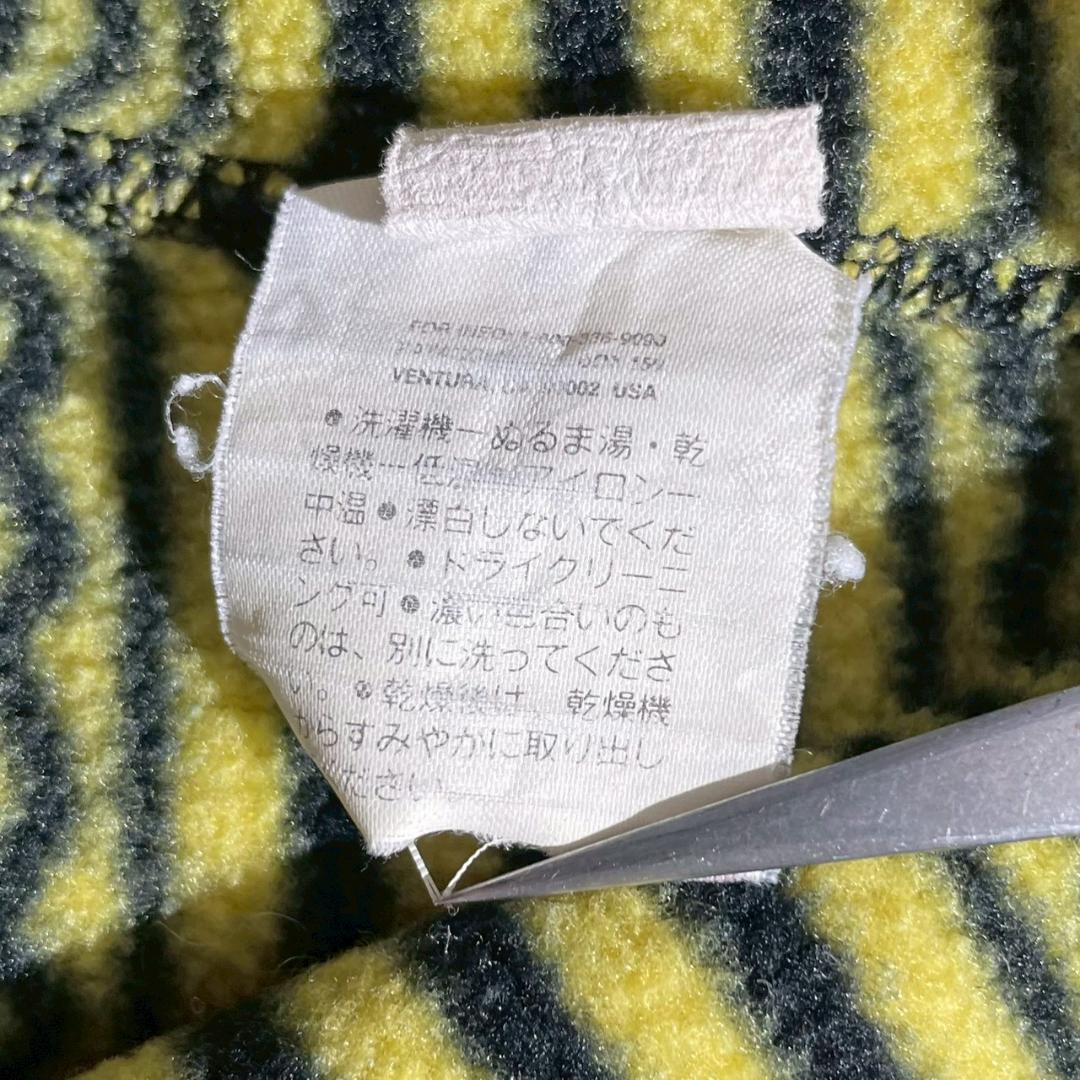 FOR INFO
VENTURA, 002 USA
● 洗濯機ーぬるま湯・乾
燥機ー低温ーアイロンー
中温 ● 漂白しないでくだ
さい。 ● ドライクリーニ
ング可 ● 濃い色合いのも
のは、別に洗ってくださ
い。 ● 乾燥後は、乾燥機
からすみやかに取り出し
ください